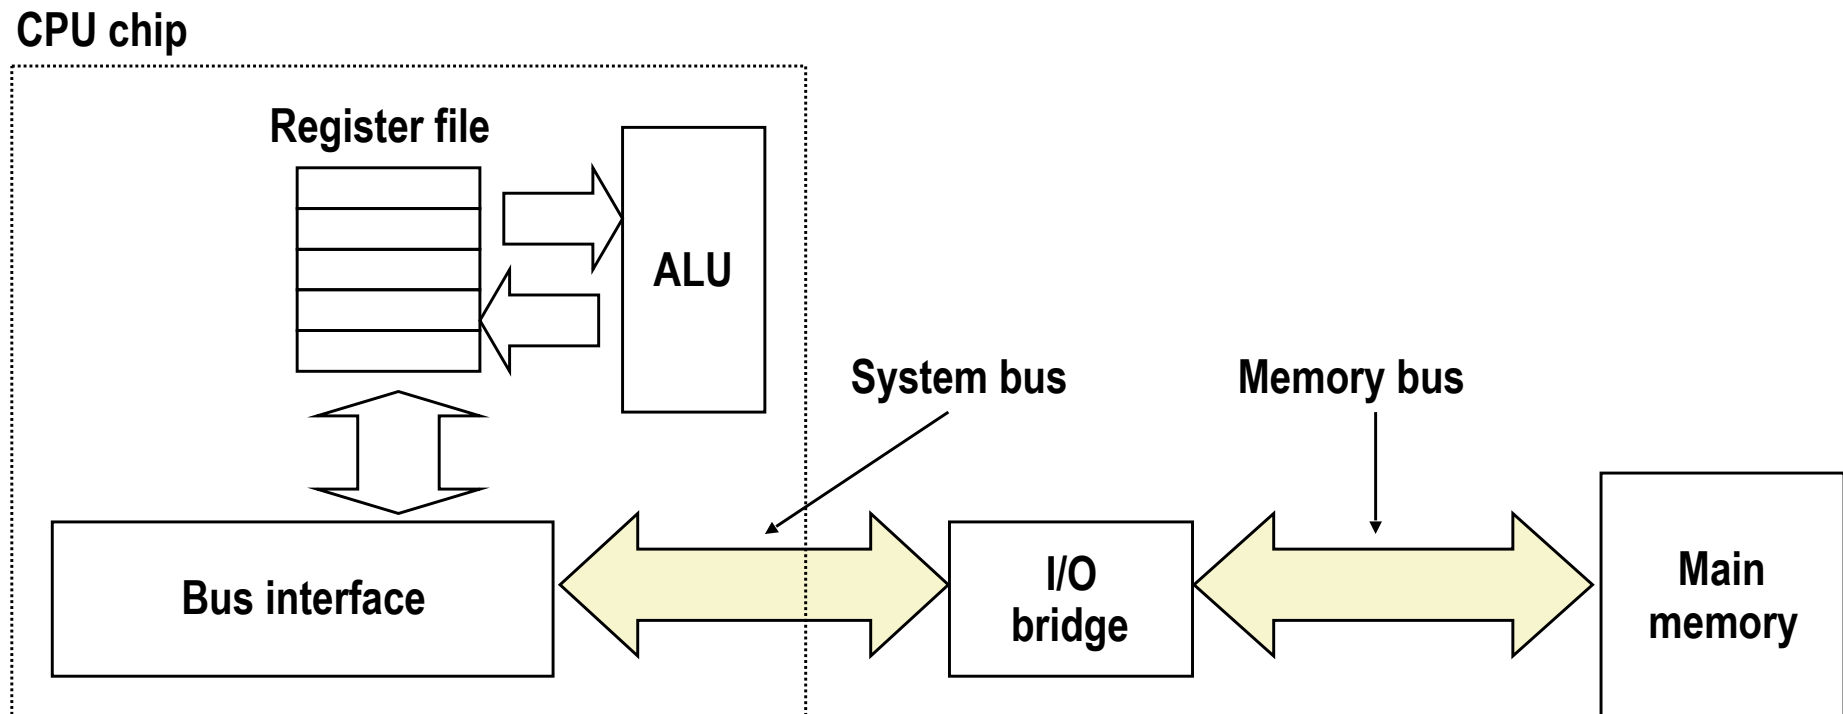 CPU chip
Register file
ALU
System bus
Memory bus
Bus interface
I/O
bridge
Main
memory